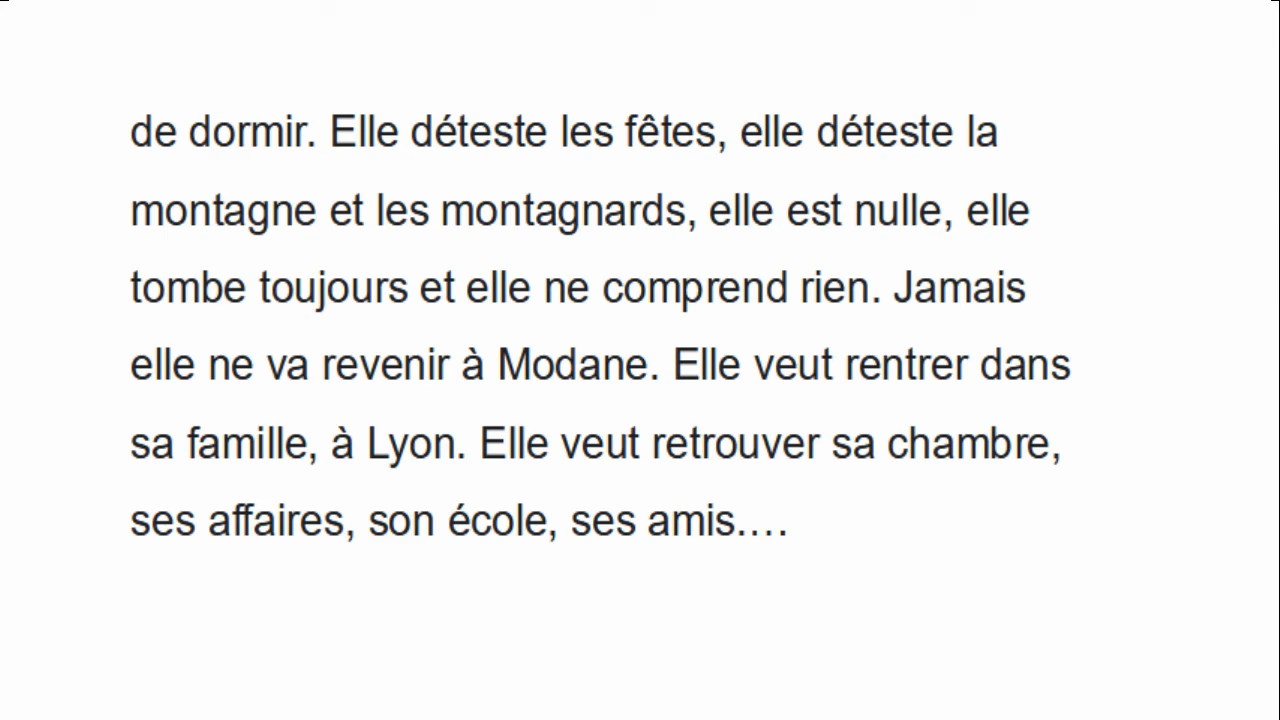 de dormir. Elle déteste les fêtes, elle déteste la
montagne et les montagnards, elle est nulle, elle
tombe toujours et elle ne comprend rien. Jamais
elle ne va revenir à Modane. Elle veut rentrer dans
sa famille, à Lyon. Elle veut retrouver sa chambre,
ses affaires, son école, ses amis.…